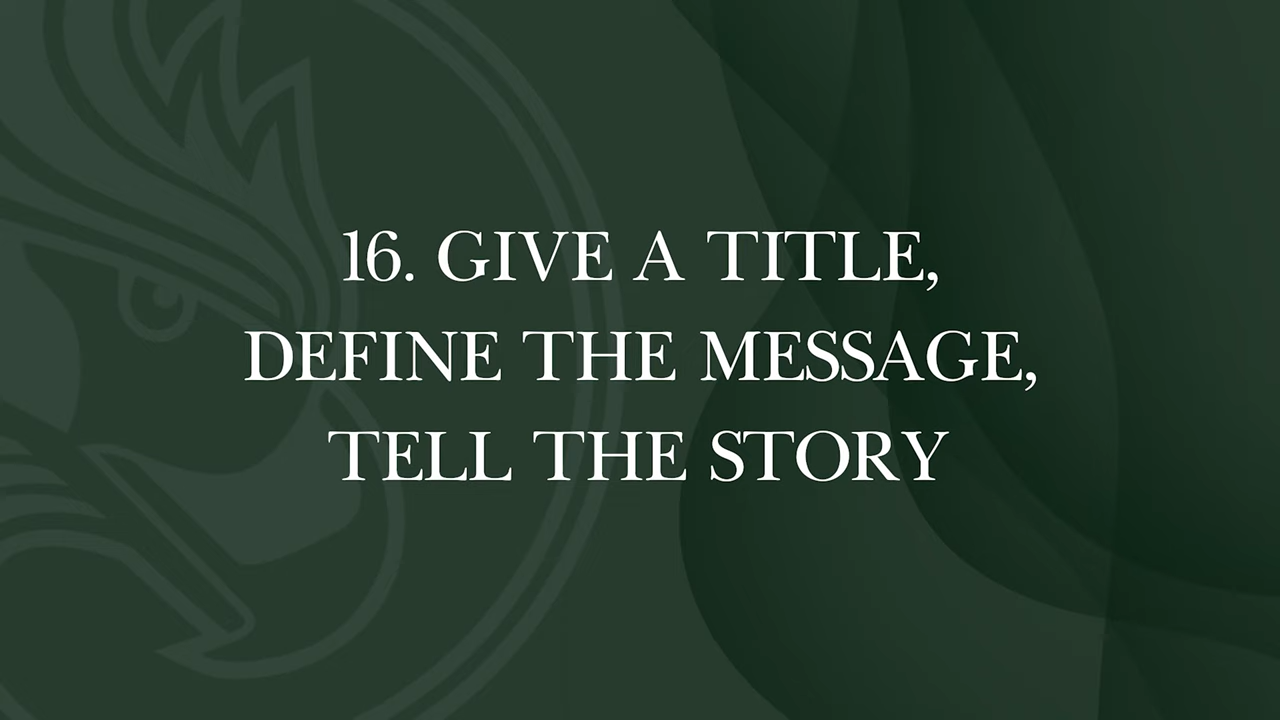 16. GIVE A TITLE,
DEFINE THE MESSAGE,
TELL THE STORY